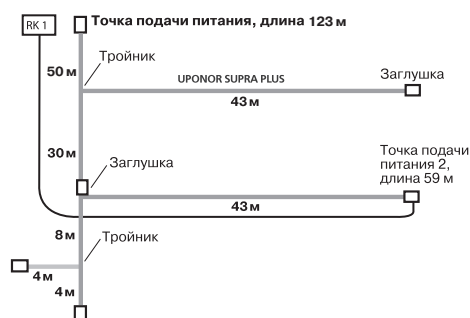 RK 1
Точка подачи питания, длина 123 м
Тройник
50 м
UPONOR SUPRA PLUS
Заглушка
43 м
30 м
Заглушка
Точка подачи
питания 2,
длина 59 м
43 м
8 м
Тройник
4 м
4 м